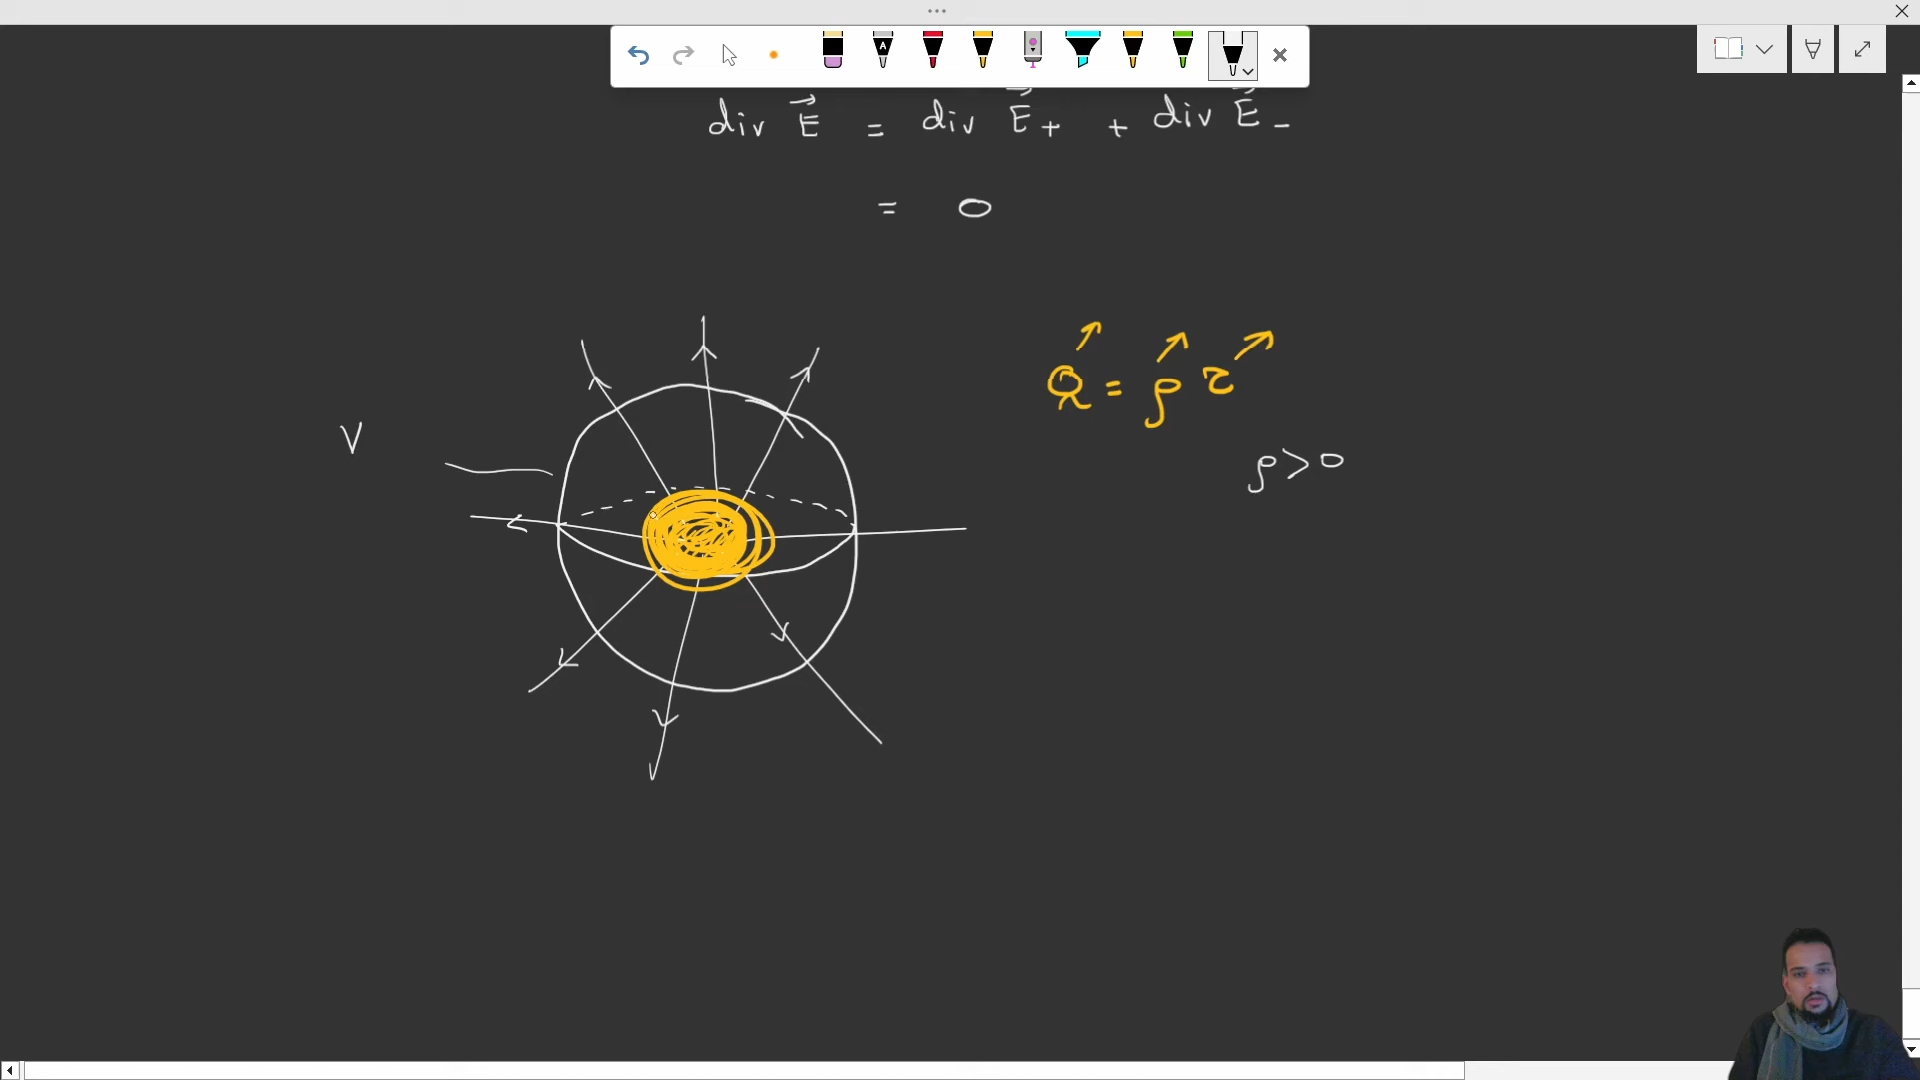 div E⃗ = div E⃗+ + div E⃗-
= 0
Q = ρ τ
V
ρ > 0